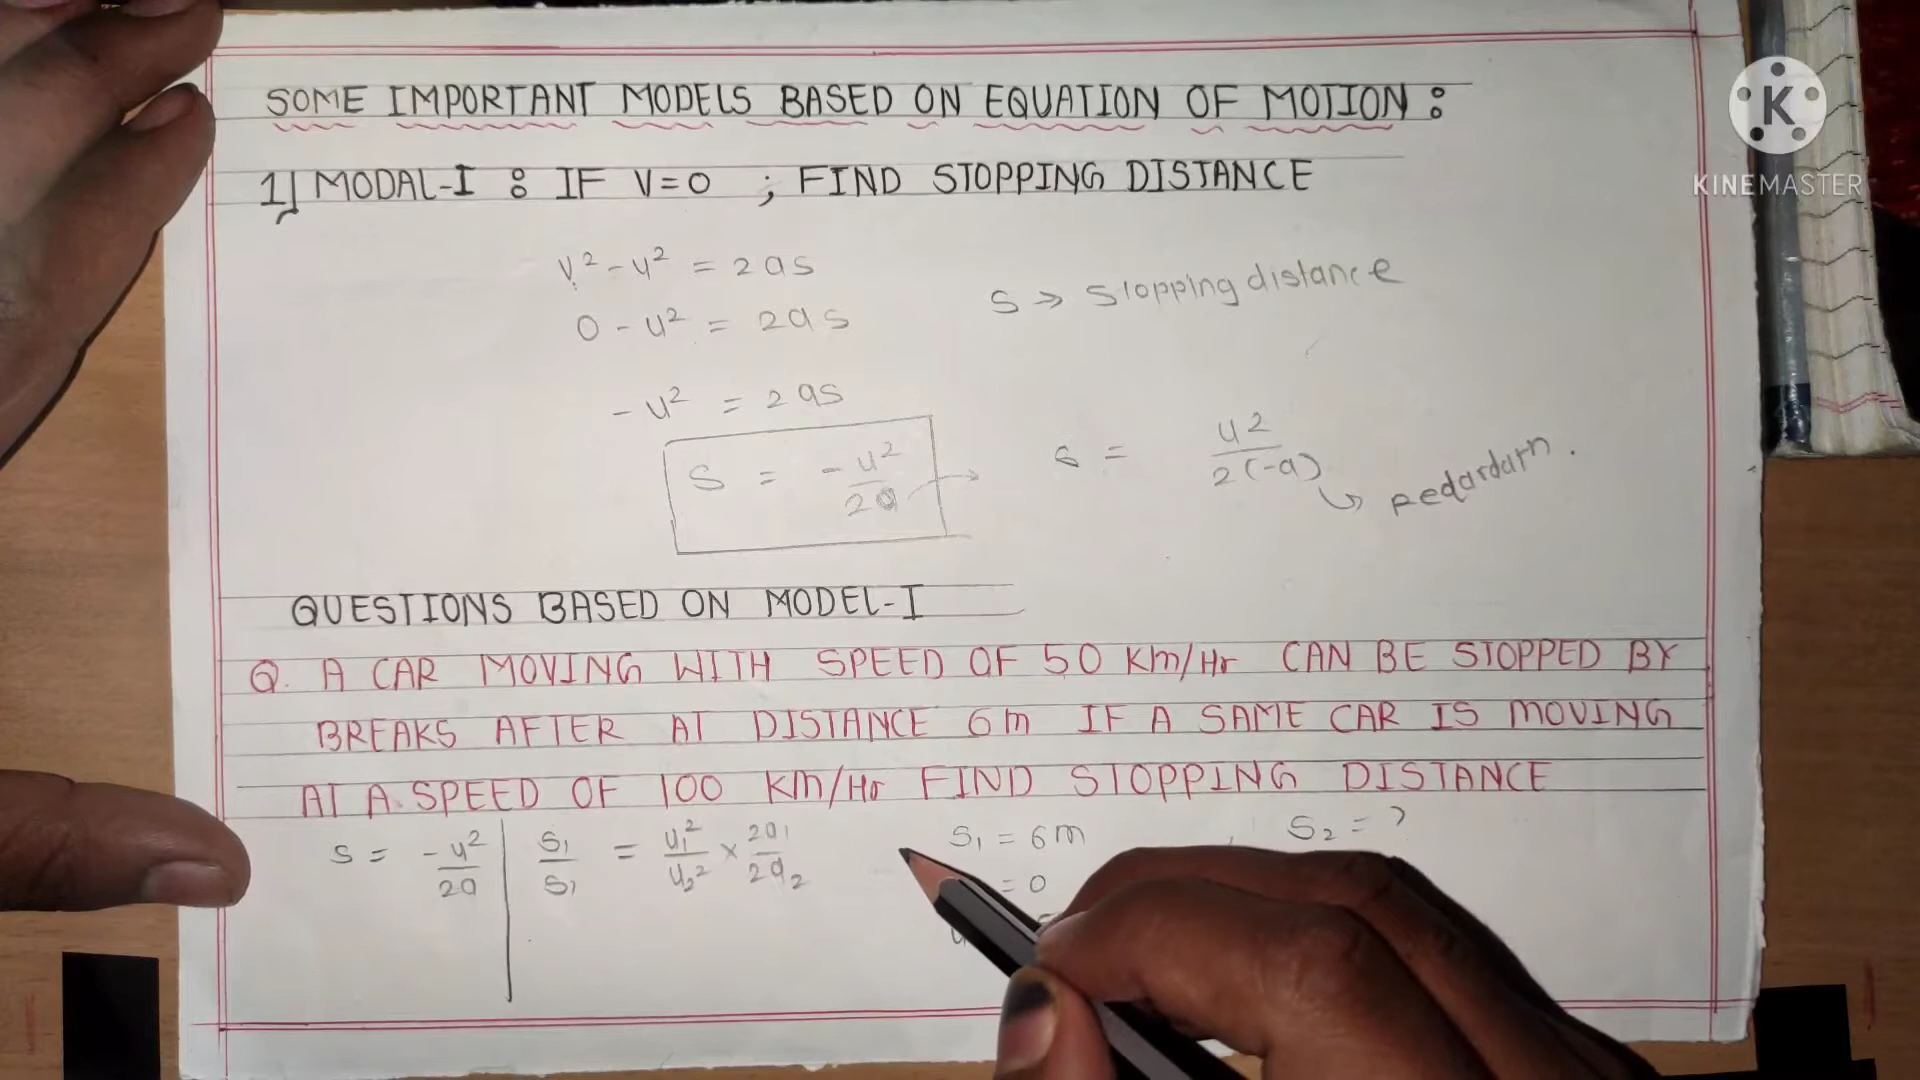 SOME IMPORTANT MODELS BASED ON EQUATION OF MOTION :
K
KINEMASTER
1] MODAL-I : IF V=0 ; FIND STOPPING DISTANCE
v² - u² = 2as
S → Stopping distance
0 - u² = 2as
-u² = 2as
S = -u²/2a → s = u²/2(-a)
QUESTIONS BASED ON MODEL-I
Q. A CAR MOVING WITH SPEED OF 50 Km/Hr CAN BE STOPPED BY
BREAKS AFTER AT DISTANCE 6m IF A SAME CAR IS MOVING
AT A SPEED OF 100 Km/Hr FIND STOPPING DISTANCE
S = -u²/2a | S₁/S₁ = u₁²/u₂² × 2a₁/2a₂ S₁ = 6m , S₂ = ?
= 0